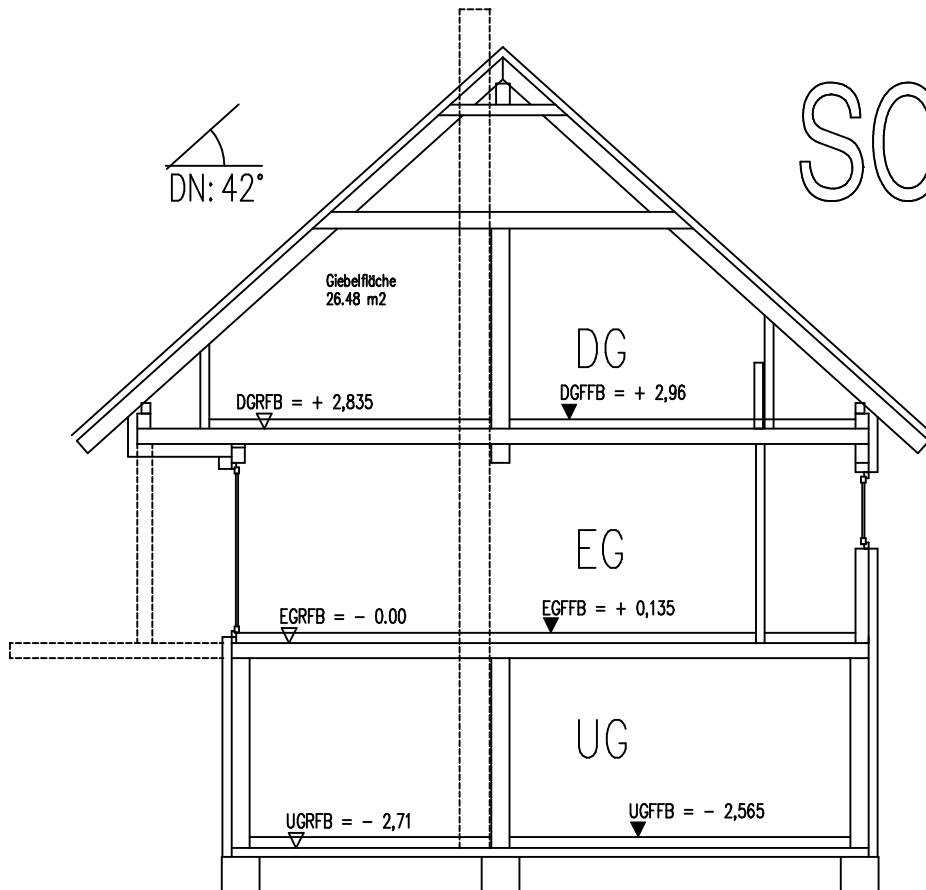 DN: 42°
Giebelfläche
26.48 m2
DG
DGRFB = + 2,835
DGFFB = + 2,96
EG
EGRFB = − 0.00
EGFFB = + 0,135
UG
UGRFB = − 2,71
UGFFB = − 2,565